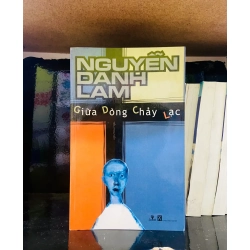 NGUYỄN
DANH
LAM
Giữa Dòng Chảy Lạc